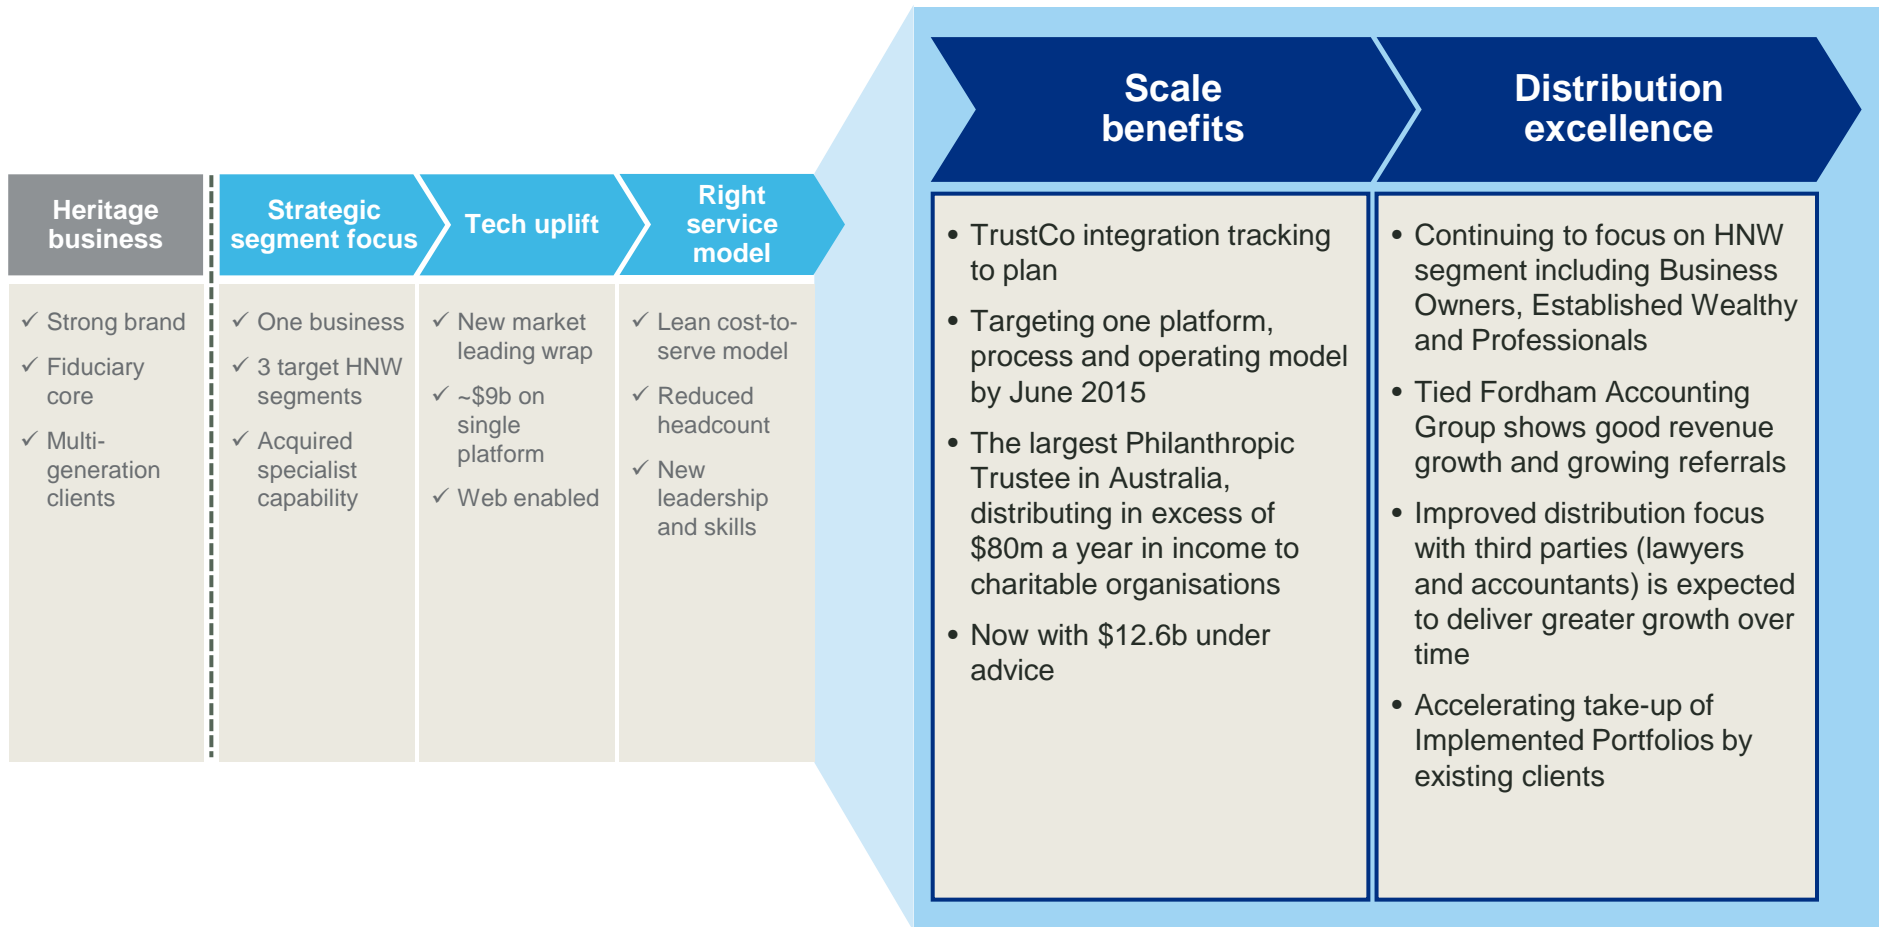 Heritage
business
✓ Strong brand
✓ Fiduciary
core
✓ Multi-
generation
clients
Strategic
segment focus
✓ One business
✓ 3 target HNW
segments
✓ Acquired
specialist
capability
Tech uplift
✓ New market
leading wrap
✓ ~$9b on
single
platform
✓ Web enabled
Right
service
model
✓ Lean cost-to-
serve model
✓ Reduced
headcount
✓ New
leadership
and skills
Scale
benefits
• TrustCo integration tracking
to plan
• Targeting one platform,
process and operating model
by June 2015
• The largest Philanthropic
Trustee in Australia,
distributing in excess of
$80m a year in income to
charitable organisations
• Now with $12.6b under
advice
Distribution
excellence
• Continuing to focus on HNW
segment including Business
Owners, Established Wealthy
and Professionals
• Tied Fordham Accounting
Group shows good revenue
growth and growing referrals
• Improved distribution focus
with third parties (lawyers
and accountants) is expected
to deliver greater growth over
time
• Accelerating take-up of
Implemented Portfolios by
existing clients